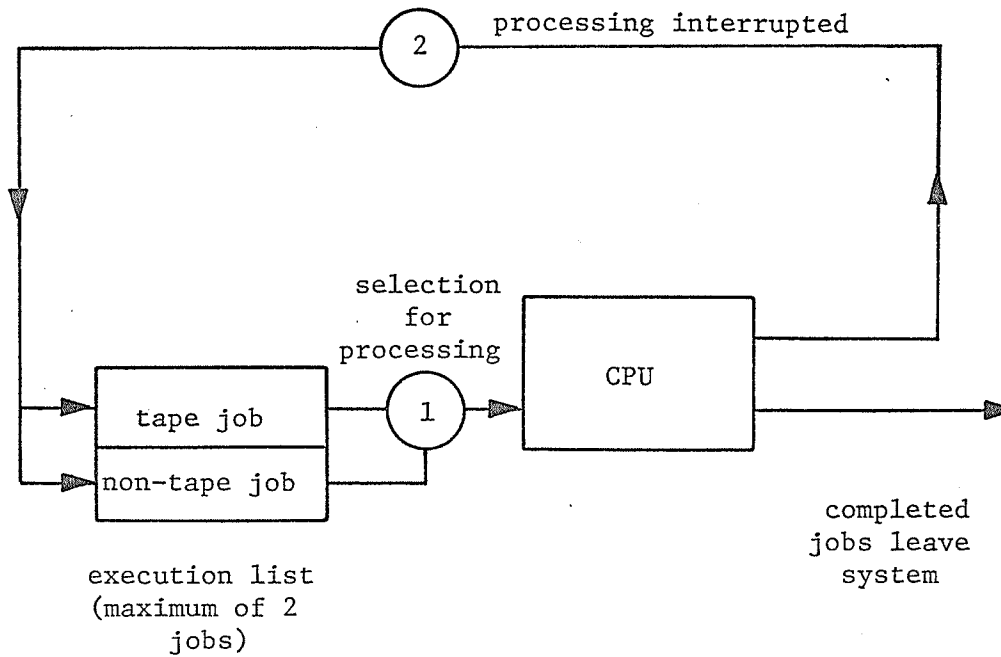 2
processing interrupted
selection
for
processing
1
CPU
tape job
non-tape job
execution list
(maximum of 2
jobs)
completed
jobs leave
system